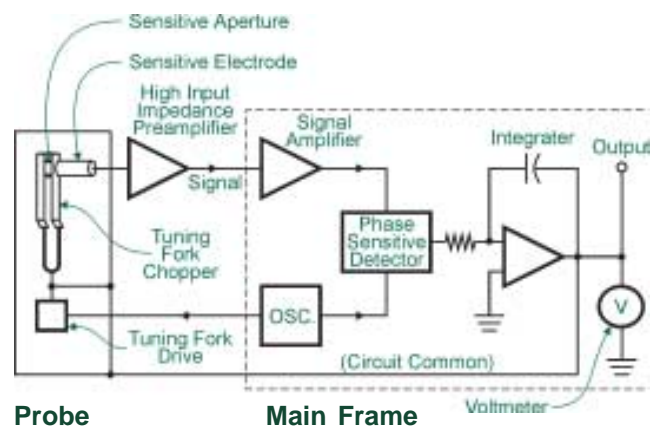 Sensitive Aperture
Sensitive Electrode
High Input
Impedance
Preamplifier
Signal
Amplifier
Integrater
Output
Signal
Phase
Sensitive
Detector
Tuning
Fork
Chopper
OSC.
V
Tuning Fork
Drive
(Circuit Common)
Voltmeter
Probe
Main Frame